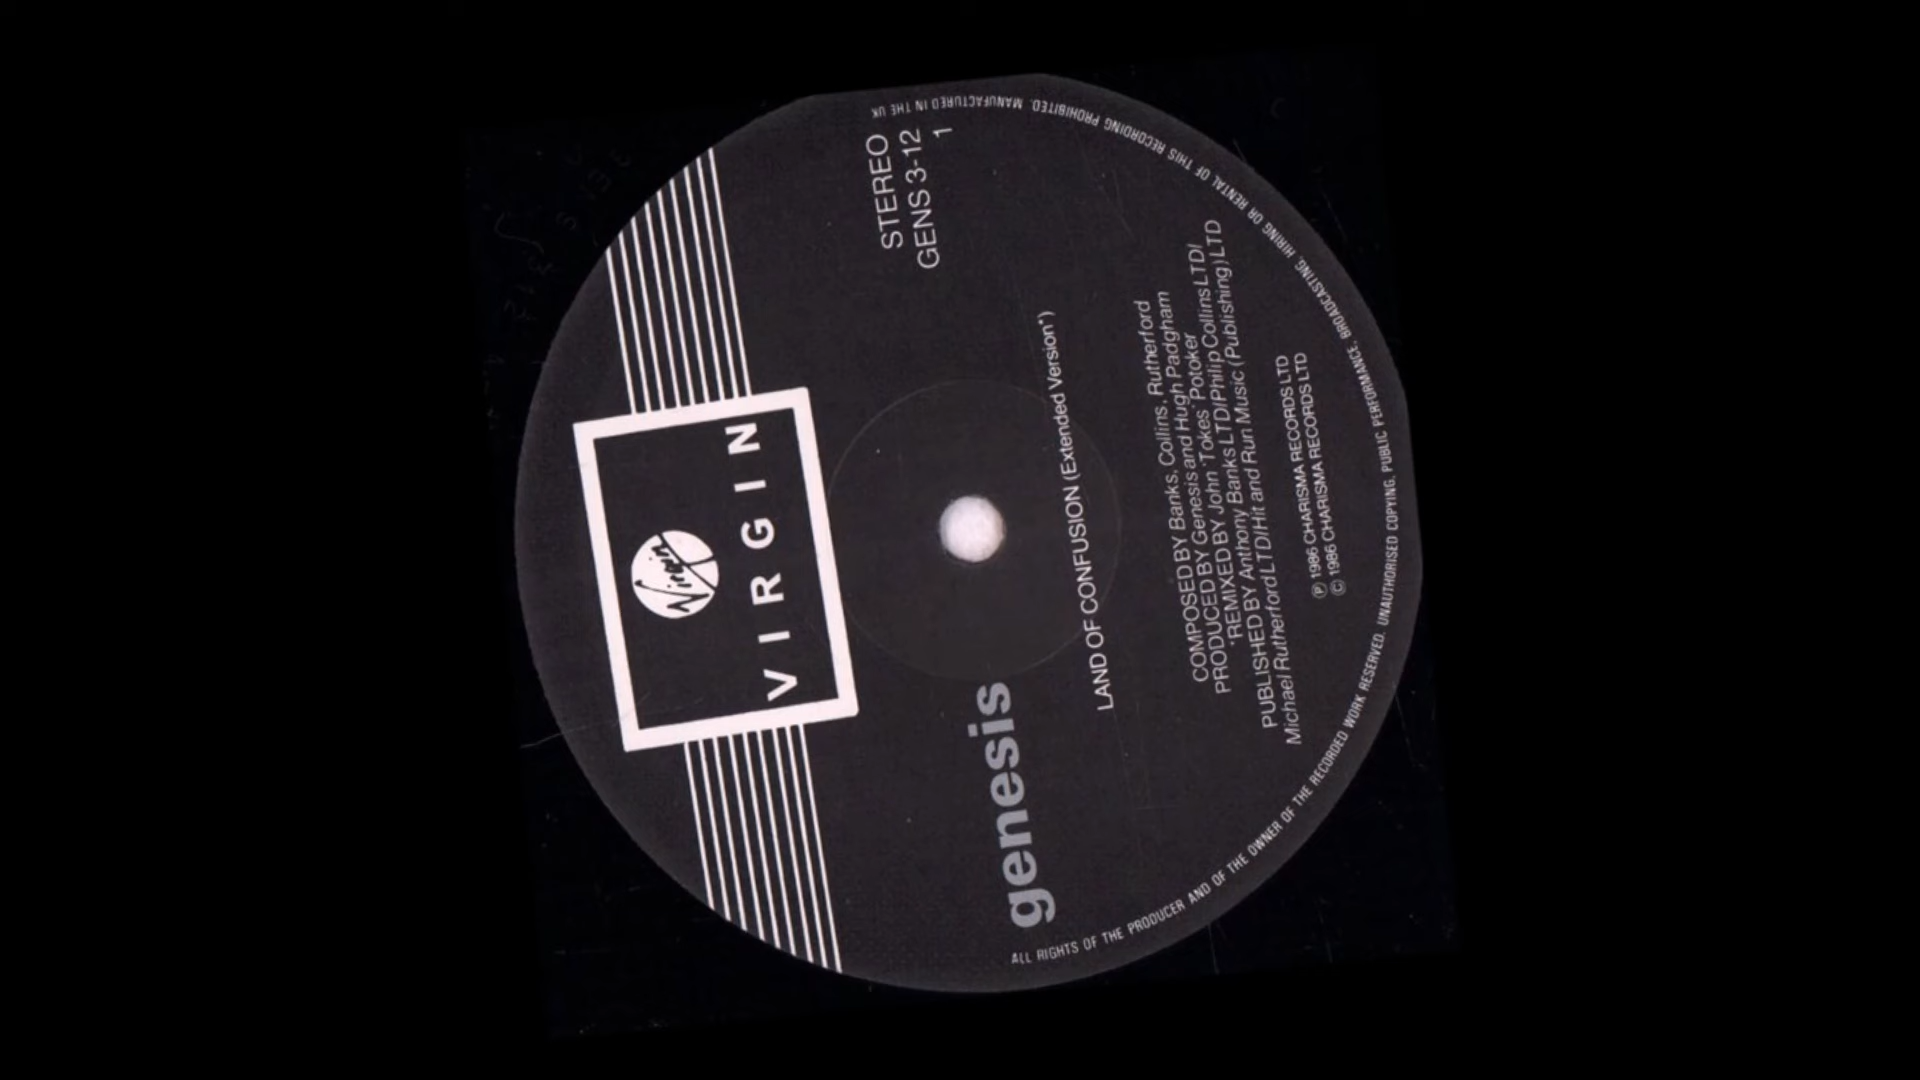 Virgin
VIRGIN
STEREO
GENS 3-12
1
genesis
LAND OF CONFUSION (Extended Version*)
COMPOSED BY Banks, Collins, Rutherford
PRODUCED BY Genesis and Hugh Padgham
*REMIXED BY John 'Tokes' Potoker
PUBLISHED BY Anthony Banks LTD/Philip Collins LTD/
Michael Rutherford LTD/Hit and Run Music (Publishing) LTD
Ⓟ 1986 CHARISMA RECORDS LTD
© 1986 CHARISMA RECORDS LTD
ALL RIGHTS OF THE PRODUCER AND OF THE OWNER OF THE RECORDED WORK RESERVED. UNAUTHORISED COPYING, PUBLIC PERFORMANCE, BROADCASTING, HIRING OR RENTAL OF THIS RECORDING PROHIBITED. MANUFACTURED IN THE UK